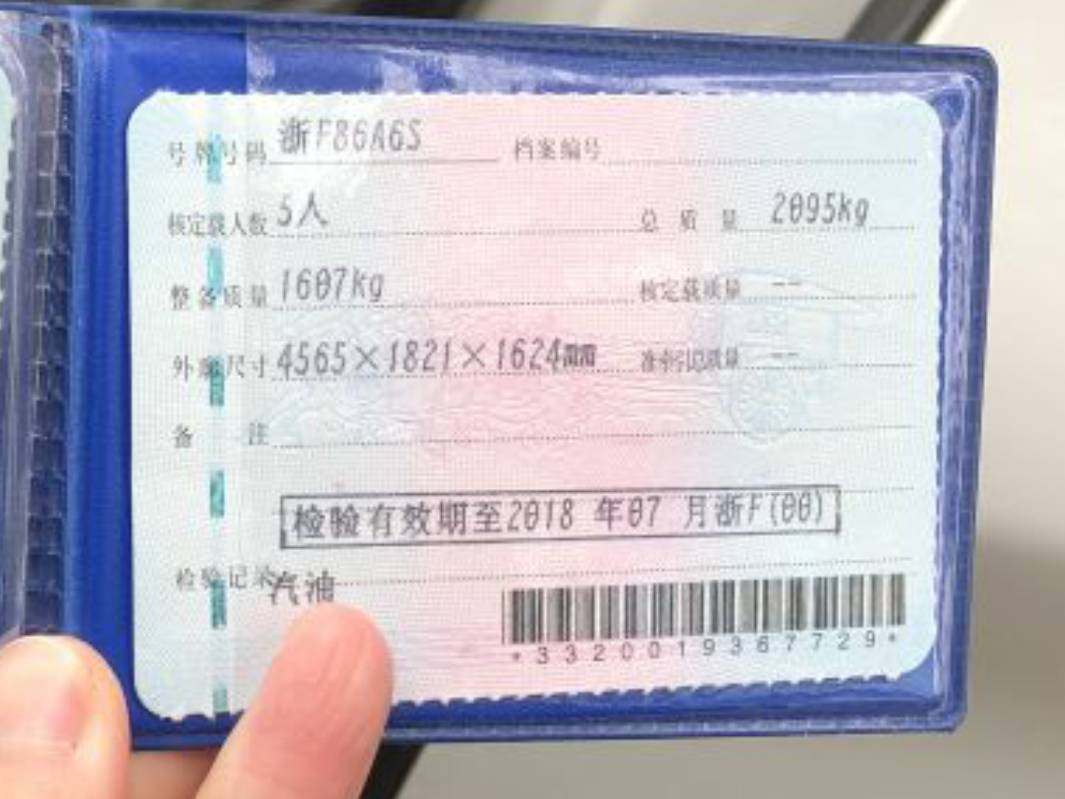 号牌号码 浙F86A6S 档案编号
核定载人数 5人 总质量 2095kg
整备质量 1607kg 核定载质量 --
外廓尺寸 4565×1821×1624mm 准牵引总质量 --
备注
检验有效期至2018 年07 月浙F(00)
检验记录 汽油
*3320019367729*